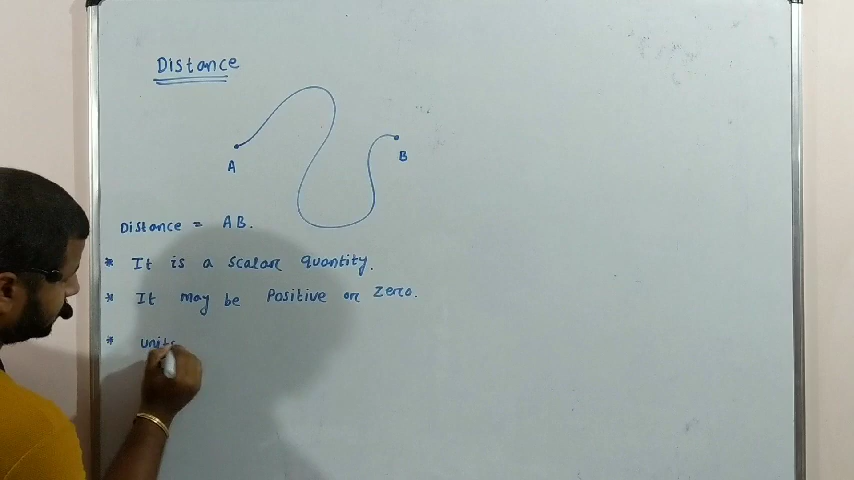 Distance
A
B
Distance = AB.
* It is a scalar quantity.
* It may be Positive or Zero.
* units